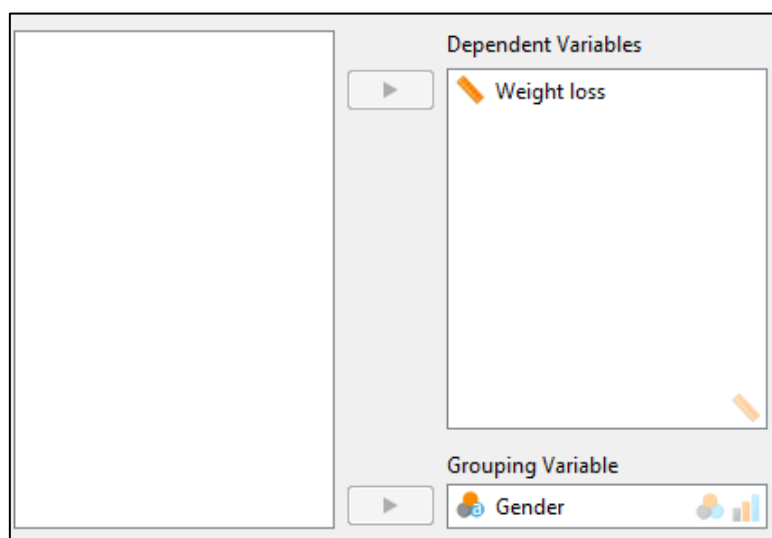 Dependent Variables
Weight loss
Grouping Variable
a Gender